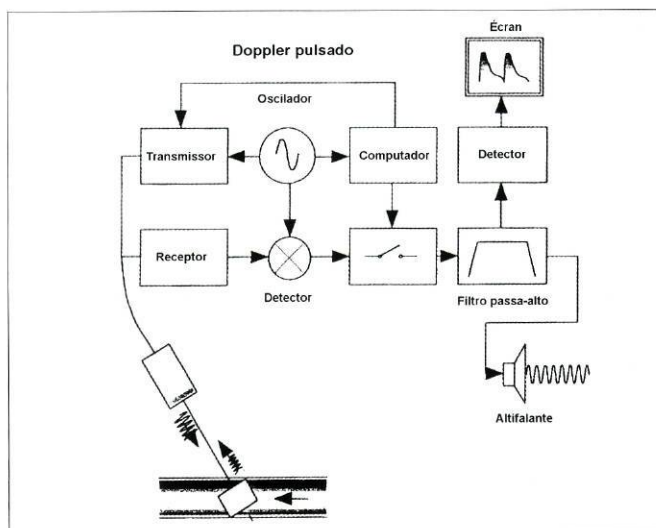 Écran
Doppler pulsado
Oscilador
Transmissor
Computador
Detector
Receptor
Detector
Filtro passa-alto
Altifalante